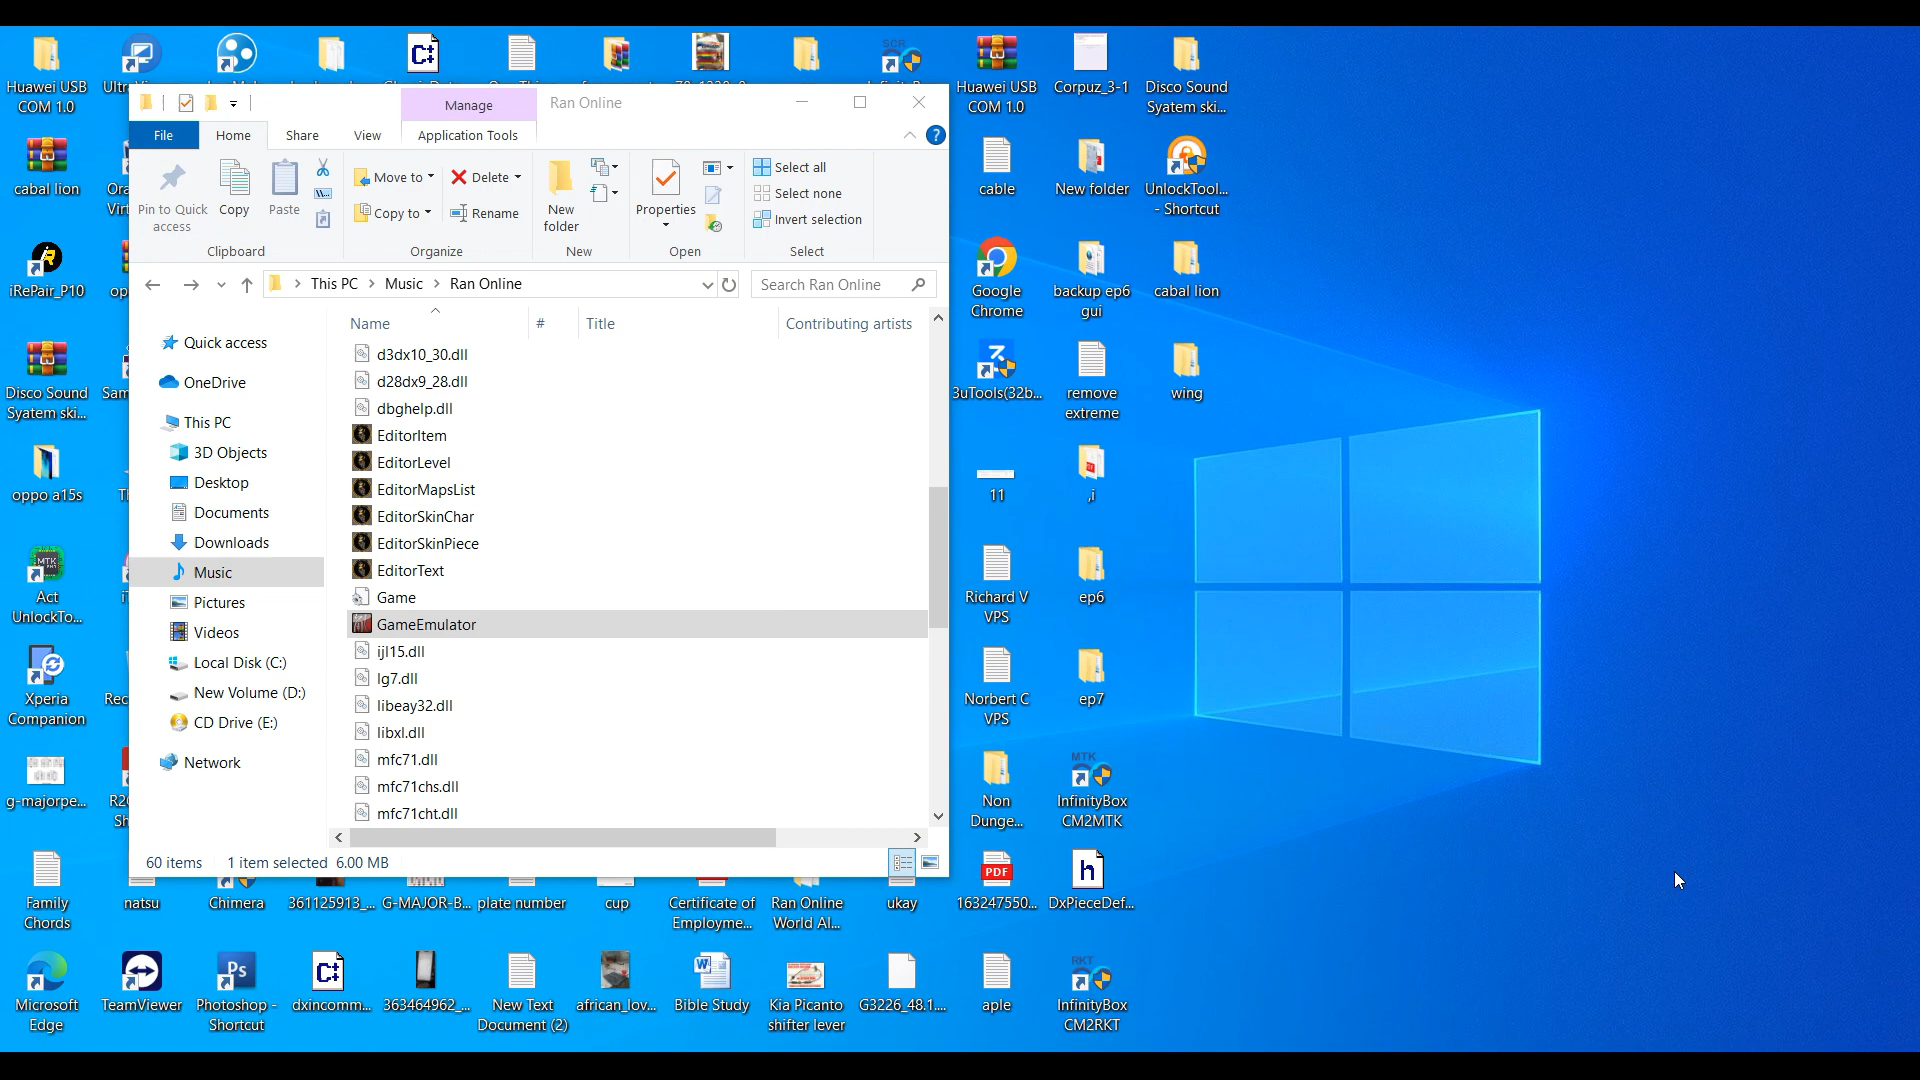 Huawei USB
COM 1.0
Huawei USB
COM 1.0
Corpuz_3-1
Disco Sound
Syatem ski...
Manage
Ran Online
File
Home
Share
View
Application Tools
Pin to Quick
access
Copy
Paste
Move to
Copy to
Delete
Rename
New
folder
Properties
Select all
Select none
Invert selection
Clipboard
Organize
New
Open
Select
This PC
Music
Ran Online
Search Ran Online
Name
#
Title
Contributing artists
Quick access
OneDrive
This PC
3D Objects
Desktop
Documents
Downloads
Music
Pictures
Videos
Local Disk (C:)
New Volume (D:)
CD Drive (E:)
Network
d3dx10_30.dll
d28dx9_28.dll
dbghelp.dll
EditorItem
EditorLevel
EditorMapsList
EditorSkinChar
EditorSkinPiece
EditorText
Game
GameEmulator
ijl15.dll
lg7.dll
libeay32.dll
libxl.dll
mfc71.dll
mfc71chs.dll
mfc71cht.dll
60 items
1 item selected
6.00 MB
cabal lion
cable
New folder
UnlockTool...
- Shortcut
iRePair_P10
Google
Chrome
backup ep6
gui
cabal lion
Disco Sound
Syatem ski...
3uTools(32b...
remove
extreme
wing
oppo a15s
11
,i
MTK
Act
UnlockTo...
Richard V
VPS
ep6
Xperia
Companion
Norbert C
VPS
ep7
g-majorpe...
Non
Dunge...
MTK
InfinityBox
CM2MTK
Family
Chords
natsu
Chimera
361125913_...
G-MAJOR-B...
plate number
cup
Certificate of
Employme...
Ran Online
World Al...
ukay
PDF
163247550...
h
DxPieceDef...
Microsoft
Edge
TeamViewer
Ps
Photoshop -
Shortcut
dxincomm...
363464962_...
New Text
Document (2)
african_lov...
Bible Study
Kia Picanto
shifter lever
G3226_48.1....
aple
RKT
InfinityBox
CM2RKT